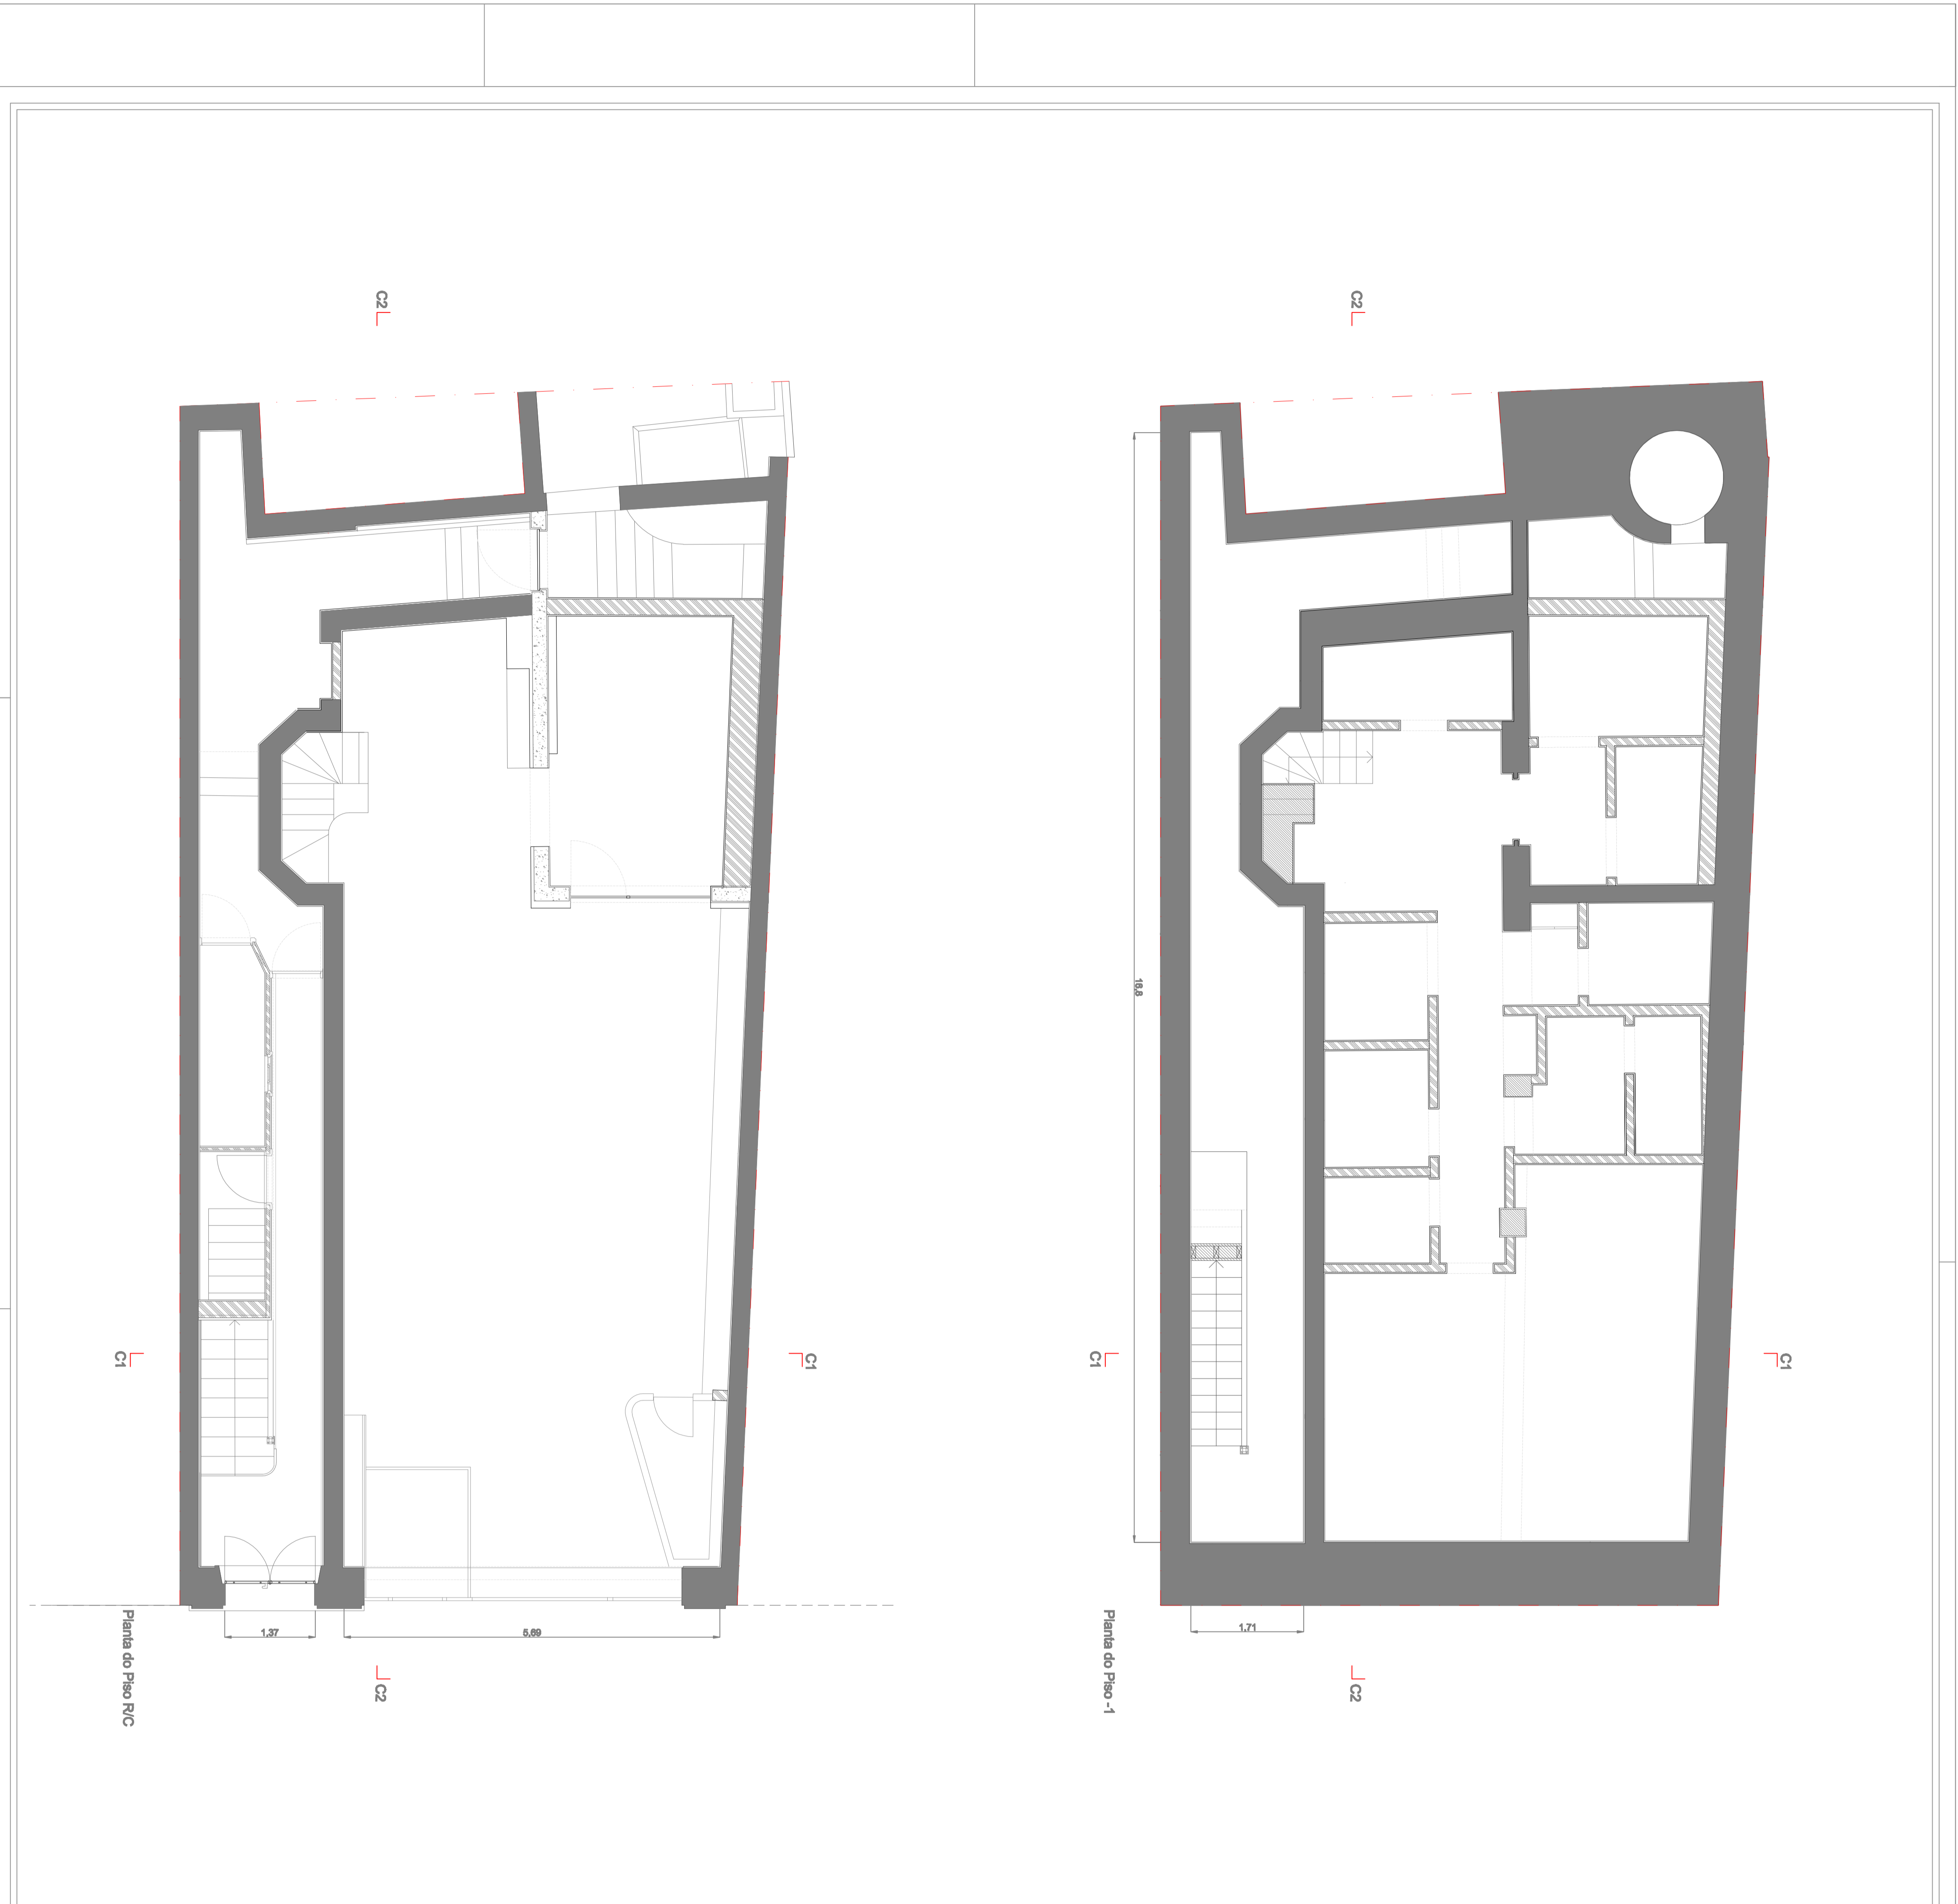 C2
C2
16,8
C1
C1
C1
C1
1,37
5,69
1,71
Planta do Piso R/C
Planta do Piso -1
C2
C2